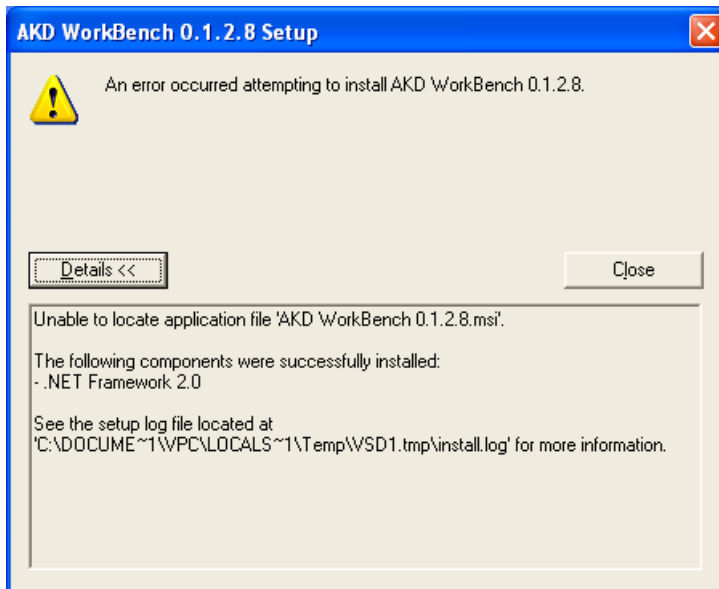 AKD WorkBench 0.1.2.8 Setup
An error occurred attempting to install AKD WorkBench 0.1.2.8.
Details <<
Close
Unable to locate application file 'AKD WorkBench 0.1.2.8.msi'.
The following components were successfully installed:
- .NET Framework 2.0
See the setup log file located at
'C:\DOCUME~1\VPC\LOCALS~1\Temp\VSD1.tmp\install.log' for more information.